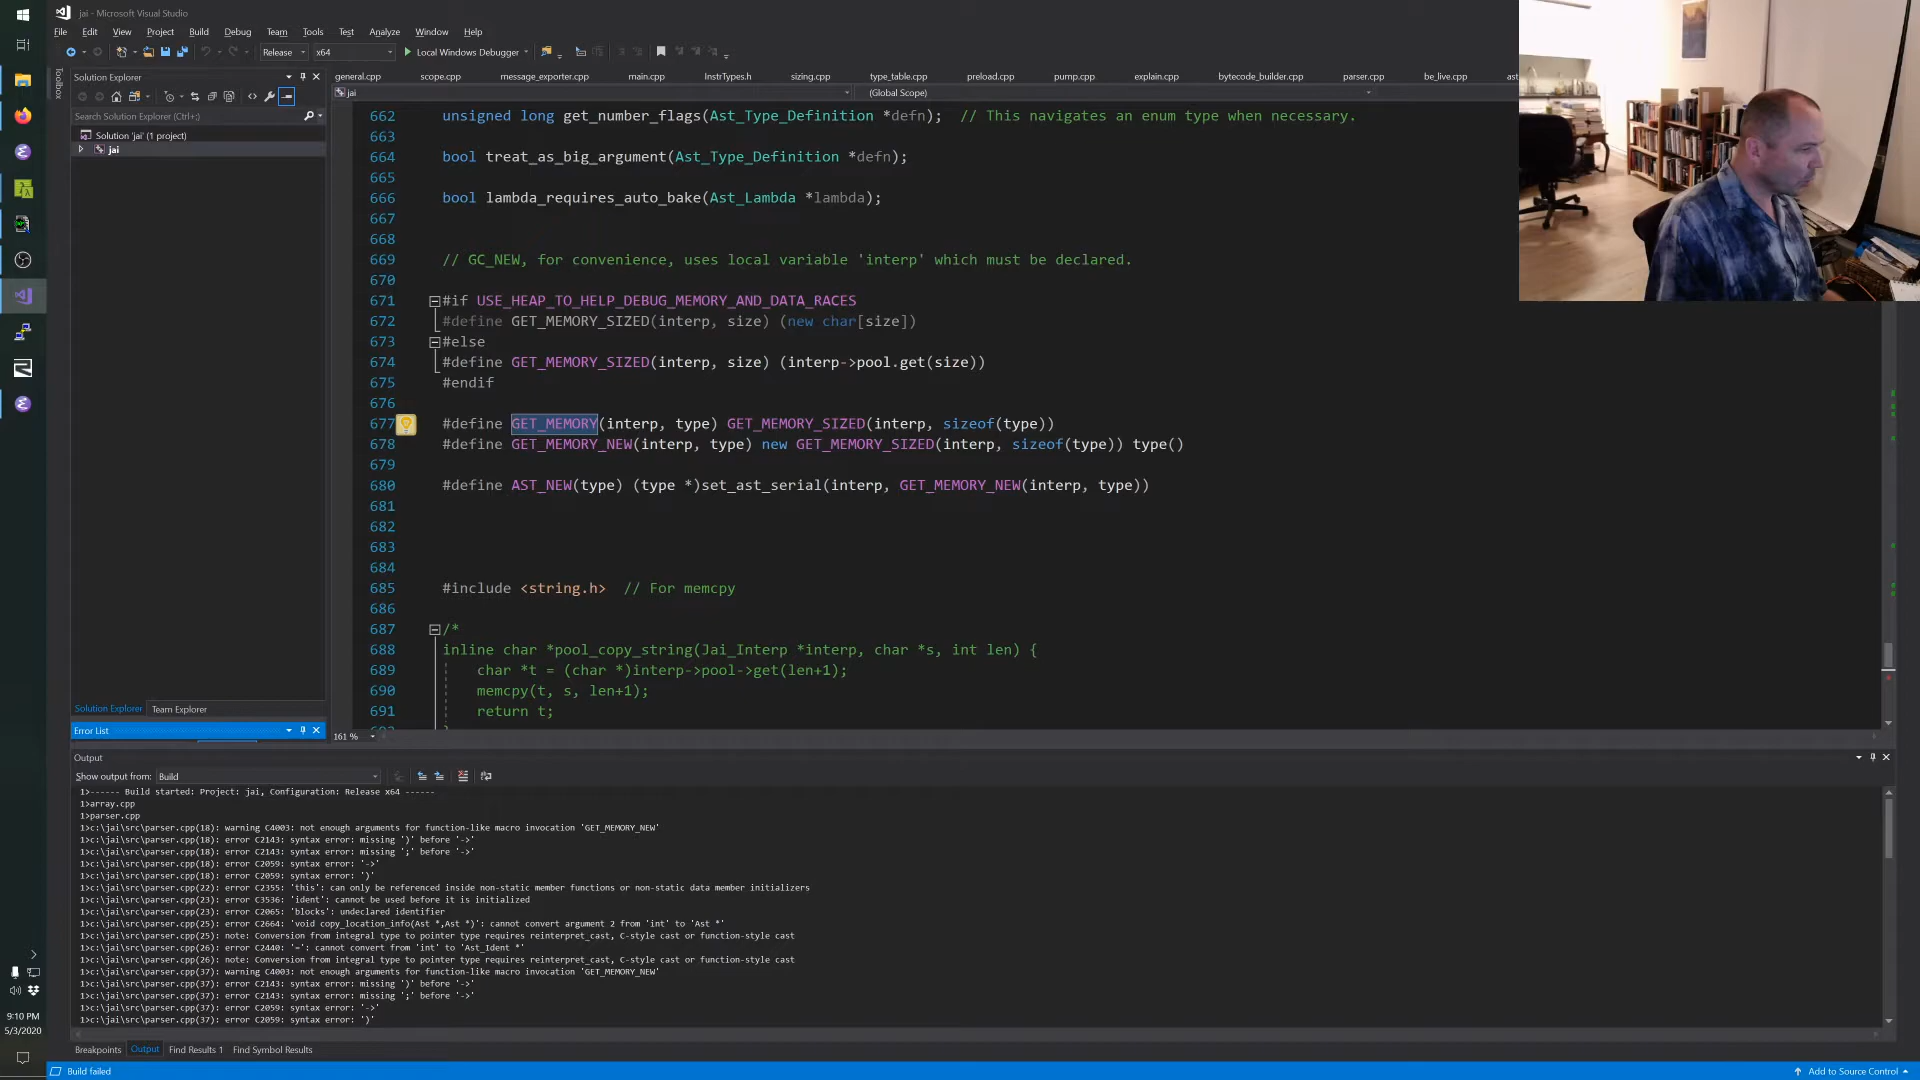 jai - Microsoft Visual Studio
File Edit View Project Build Debug Team Tools Test Analyze Window Help
Release x64 Local Windows Debugger
Solution Explorer
general.cpp scope.cpp message_exporter.cpp main.cpp InstrTypes.h sizing.cpp type_table.cpp preload.cpp pump.cpp explain.cpp bytecode_builder.cpp parser.cpp be_live.cpp ast
Toolbox
jai (Global Scope)
Search Solution Explorer (Ctrl+;)
Solution 'jai' (1 project)
jai
662 unsigned long get_number_flags(Ast_Type_Definition *defn); // This navigates an enum type when necessary.
663
664 bool treat_as_big_argument(Ast_Type_Definition *defn);
665
666 bool lambda_requires_auto_bake(Ast_Lambda *lambda);
667
668
669 // GC_NEW, for convenience, uses local variable 'interp' which must be declared.
670
671 #if USE_HEAP_TO_HELP_DEBUG_MEMORY_AND_DATA_RACES
672 #define GET_MEMORY_SIZED(interp, size) (new char[size])
673 #else
674 #define GET_MEMORY_SIZED(interp, size) (interp->pool.get(size))
675 #endif
676
677 #define GET_MEMORY(interp, type) GET_MEMORY_SIZED(interp, sizeof(type))
678 #define GET_MEMORY_NEW(interp, type) new GET_MEMORY_SIZED(interp, sizeof(type)) type()
679
680 #define AST_NEW(type) (type *)set_ast_serial(interp, GET_MEMORY_NEW(interp, type))
681
682
683
684
685 #include <string.h> // For memcpy
686
687 /*
688 inline char *pool_copy_string(Jai_Interp *interp, char *s, int len) {
689 char *t = (char *)interp->pool->get(len+1);
690 memcpy(t, s, len+1);
691 return t;
Solution Explorer Team Explorer
Error List
161 %
Output
Show output from: Build
1>------ Build started: Project: jai, Configuration: Release x64 ------
1>array.cpp
1>parser.cpp
1>c:\jai\src\parser.cpp(18): warning C4003: not enough arguments for function-like macro invocation 'GET_MEMORY_NEW'
1>c:\jai\src\parser.cpp(18): error C2143: syntax error: missing ')' before '->'
1>c:\jai\src\parser.cpp(18): error C2143: syntax error: missing ';' before '->'
1>c:\jai\src\parser.cpp(18): error C2059: syntax error: '->'
1>c:\jai\src\parser.cpp(18): error C2059: syntax error: ')'
1>c:\jai\src\parser.cpp(22): error C2355: 'this': can only be referenced inside non-static member functions or non-static data member initializers
1>c:\jai\src\parser.cpp(23): error C3536: 'ident': cannot be used before it is initialized
1>c:\jai\src\parser.cpp(23): error C2065: 'blocks': undeclared identifier
1>c:\jai\src\parser.cpp(25): error C2664: 'void copy_location_info(Ast *,Ast *)': cannot convert argument 2 from 'int' to 'Ast *'
1>c:\jai\src\parser.cpp(25): note: Conversion from integral type to pointer type requires reinterpret_cast, C-style cast or function-style cast
1>c:\jai\src\parser.cpp(26): error C2440: '=': cannot convert from 'int' to 'Ast_Ident *'
1>c:\jai\src\parser.cpp(26): note: Conversion from integral type to pointer type requires reinterpret_cast, C-style cast or function-style cast
1>c:\jai\src\parser.cpp(37): warning C4003: not enough arguments for function-like macro invocation 'GET_MEMORY_NEW'
1>c:\jai\src\parser.cpp(37): error C2143: syntax error: missing ')' before '->'
1>c:\jai\src\parser.cpp(37): error C2143: syntax error: missing ';' before '->'
1>c:\jai\src\parser.cpp(37): error C2059: syntax error: '->'
1>c:\jai\src\parser.cpp(37): error C2059: syntax error: ')'
9:10 PM
5/3/2020
Breakpoints Output Find Results 1 Find Symbol Results
Build failed
Add to Source Control